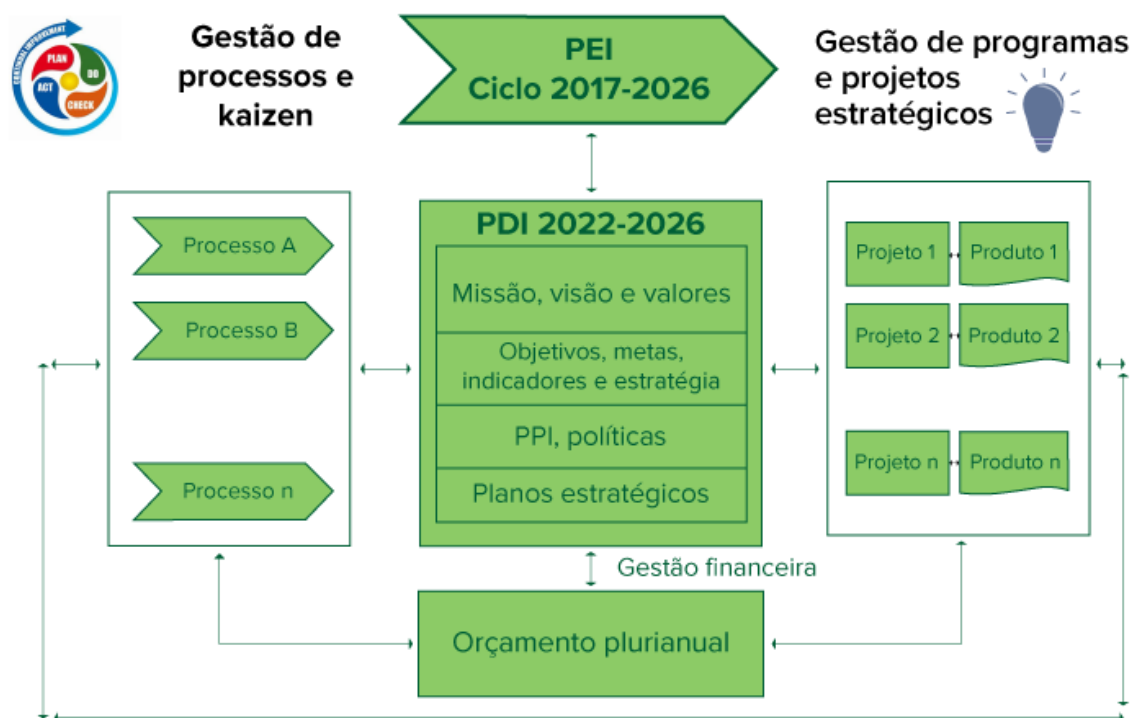 CONTINUAL IMPROVEMENT
PLAN
DO
ACT
CHECK
Gestão de
processos e
kaizen
PEI
Ciclo 2017-2026
Gestão de programas
e projetos
estratégicos
Processo A
Processo B
Processo n
PDI 2022-2026
Missão, visão e valores
Objetivos, metas,
indicadores e estratégia
PPI, políticas
Planos estratégicos
Projeto 1
Produto 1
Projeto 2
Produto 2
Projeto n
Produto n
Gestão financeira
Orçamento plurianual